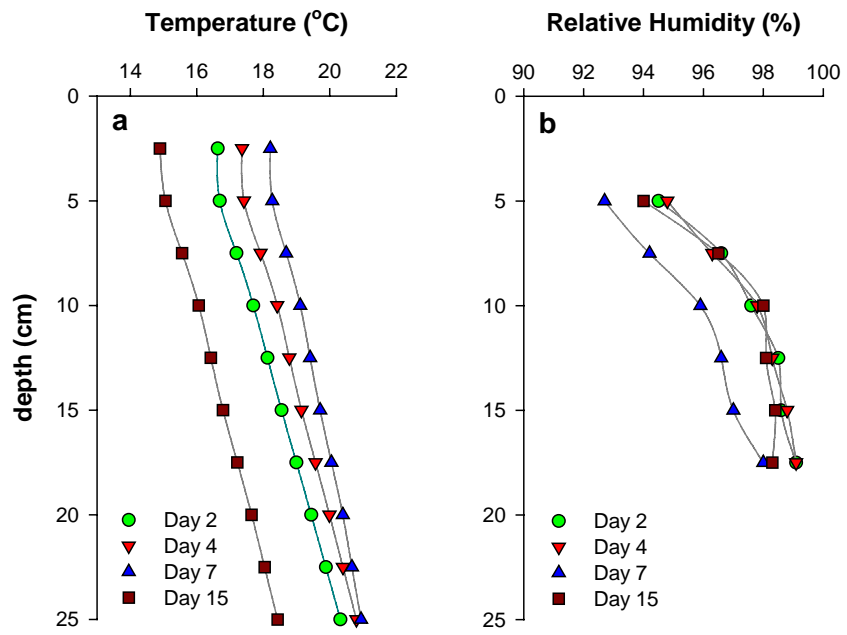 Temperature (°C)
Relative Humidity (%)
14 16 18 20 22
90 92 94 96 98 100
0
5
10
15
20
25
depth (cm)
a
Day 2
Day 4
Day 7
Day 15
0
5
10
15
20
25
b
Day 2
Day 4
Day 7
Day 15